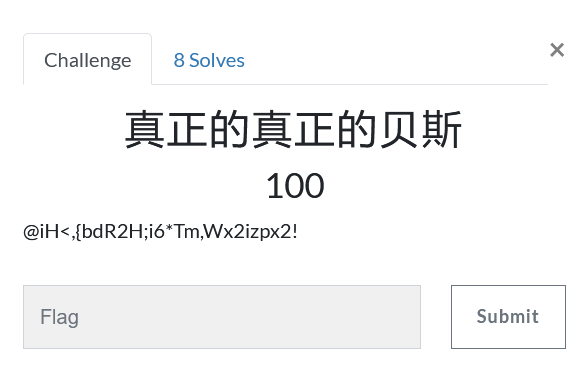 Challenge 8 Solves ×
真正的真正的贝斯
100
@iH<,{bdR2H;i6*Tm,Wx2izpx2!
Flag Submit